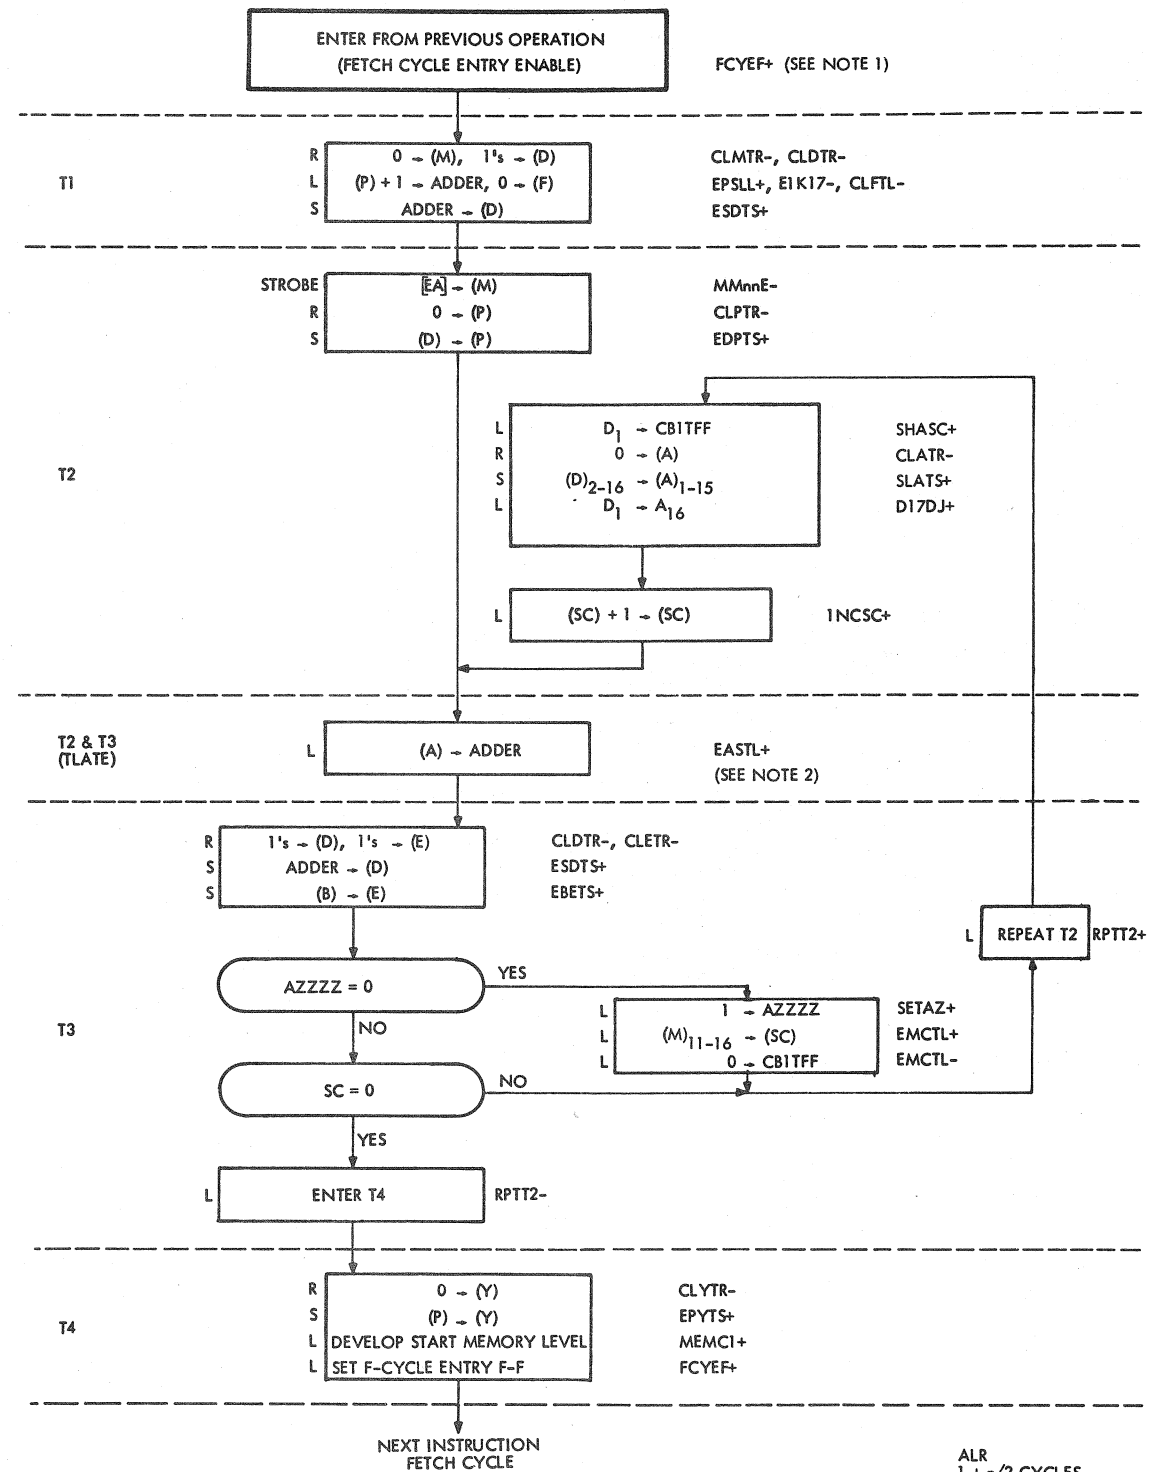 ENTER FROM PREVIOUS OPERATION
(FETCH CYCLE ENTRY ENABLE)
FCYEF+ (SEE NOTE 1)
T1
R 0 → (M), 1's → (D) CLMTR-, CLDTR-
L (P) + 1 → ADDER, 0 → (F) EPSLL+, E1K17-, CLFTL-
S ADDER → (D) ESDTS+
STROBE [EA] → (M) MMnnE-
R 0 → (P) CLPTR-
S (D) → (P) EDPTS+
T2
L D1 → CB1TFF SHASC+
R 0 → (A) CLATR-
S (D)2-16 → (A)1-15 SLATS+
L D1 → A16 D17DJ+
L (SC) + 1 → (SC) 1NCSC+
T2 & T3
(TLATE)
L (A) → ADDER EASTL+
(SEE NOTE 2)
R 1's → (D), 1's → (E) CLDTR-, CLETR-
S ADDER → (D) ESDTS+
S (B) → (E) EBETS+
L REPEAT T2 RPTT2+
AZZZZ = 0
YES
NO
T3
L 1 → AZZZZ SETAZ+
L (M)11-16 → (SC) EMCTL+
L 0 → CB1TFF EMCTL-
SC = 0
NO
YES
L ENTER T4 RPTT2-
T4
R 0 → (Y) CLYTR-
S (P) → (Y) EPYTS+
L DEVELOP START MEMORY LEVEL MEMC1+
L SET F-CYCLE ENTRY F-F FCYEF+
NEXT INSTRUCTION
FETCH CYCLE
ALR
CYCLES